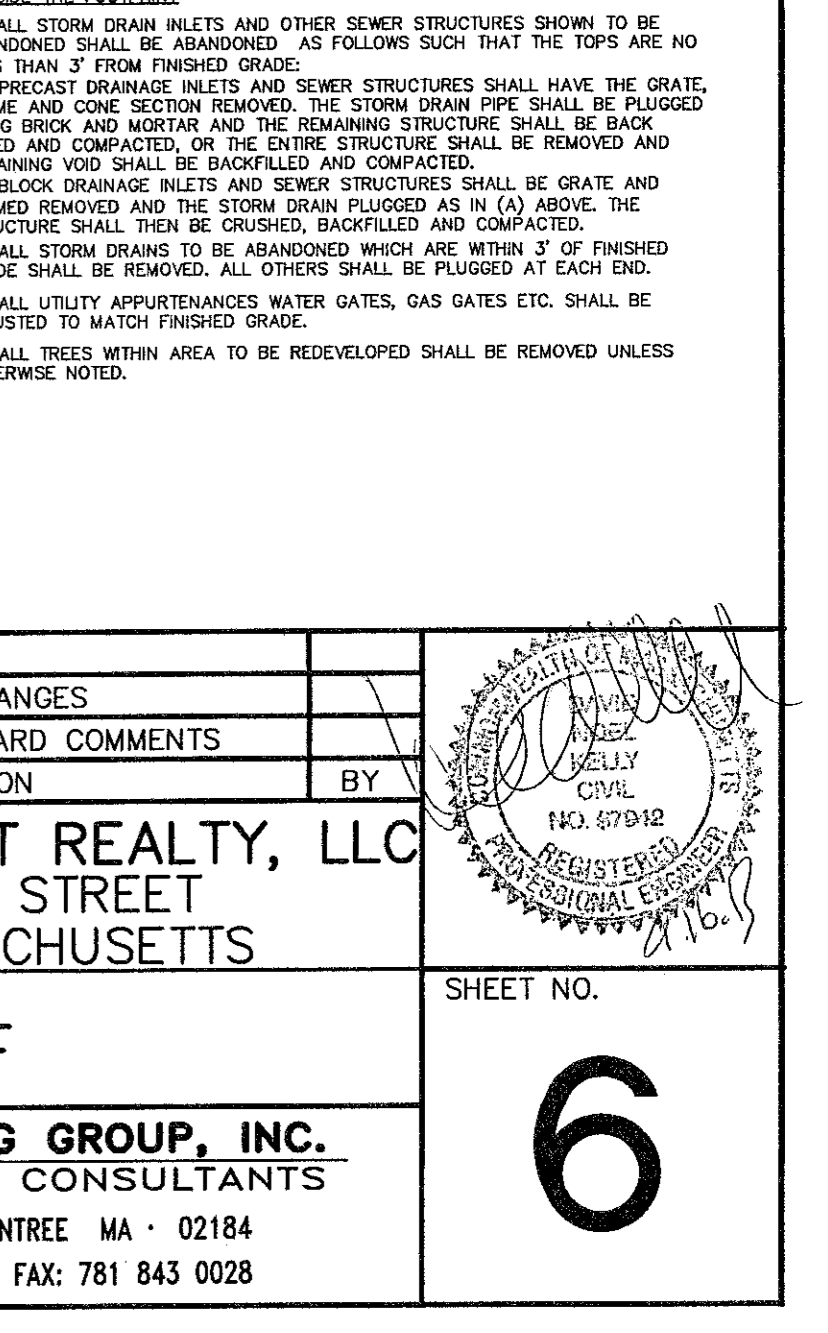 ALL STORM DRAIN INLETS AND OTHER SEWER STRUCTURES SHOWN TO BE
NDONED SHALL BE ABANDONED AS FOLLOWS SUCH THAT THE TOPS ARE NO
THAN 3' FROM FINISHED GRADE:
PRECAST DRAINAGE INLETS AND SEWER STRUCTURES SHALL HAVE THE GRATE,
ME AND CONE SECTION REMOVED. THE STORM DRAIN PIPE SHALL BE PLUGGED
G BRICK AND MORTAR AND THE REMAINING STRUCTURE SHALL BE BACK
ED AND COMPACTED, OR THE ENTIRE STRUCTURE SHALL BE REMOVED AND
AINING VOID SHALL BE BACKFILLED AND COMPACTED.
BLOCK DRAINAGE INLETS AND SEWER STRUCTURES SHALL BE GRATE AND
MED REMOVED AND THE STORM DRAIN PLUGGED AS IN (A) ABOVE. THE
UCTURE SHALL THEN BE CRUSHED, BACKFILLED AND COMPACTED.
ALL STORM DRAINS TO BE ABANDONED WHICH ARE WITHIN 3' OF FINISHED
DE SHALL BE REMOVED. ALL OTHERS SHALL BE PLUGGED AT EACH END.
ALL UTILITY APPURTENANCES WATER GATES, GAS GATES ETC. SHALL BE
USTED TO MATCH FINISHED GRADE.
ALL TREES WITHIN AREA TO BE REDEVELOPED SHALL BE REMOVED UNLESS
ERWISE NOTED.
ANGES
ARD COMMENTS
ON BY
T REALTY, LLC
STREET
CHUSETTS
G GROUP, INC.
CONSULTANTS
NTREE MA · 02184
FAX: 781 843 0028
COMMONWEALTH OF MASSACHUSETTS
KELLY
CIVIL
REGISTERED
PROFESSIONAL ENGINEER
SHEET NO.
6